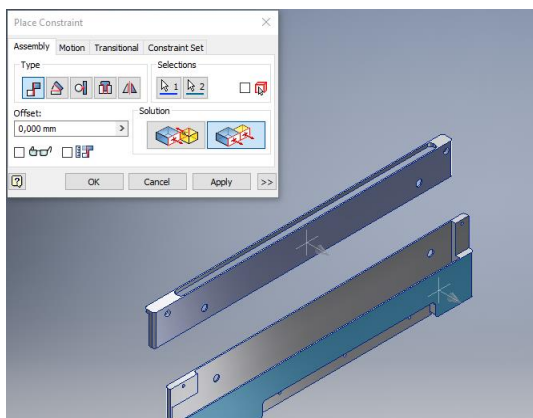 Place Constraint
Assembly Motion Transitional Constraint Set
Type
Selections
1 2
Offset:
Solution
0,000 mm
>
?
OK Cancel Apply >>